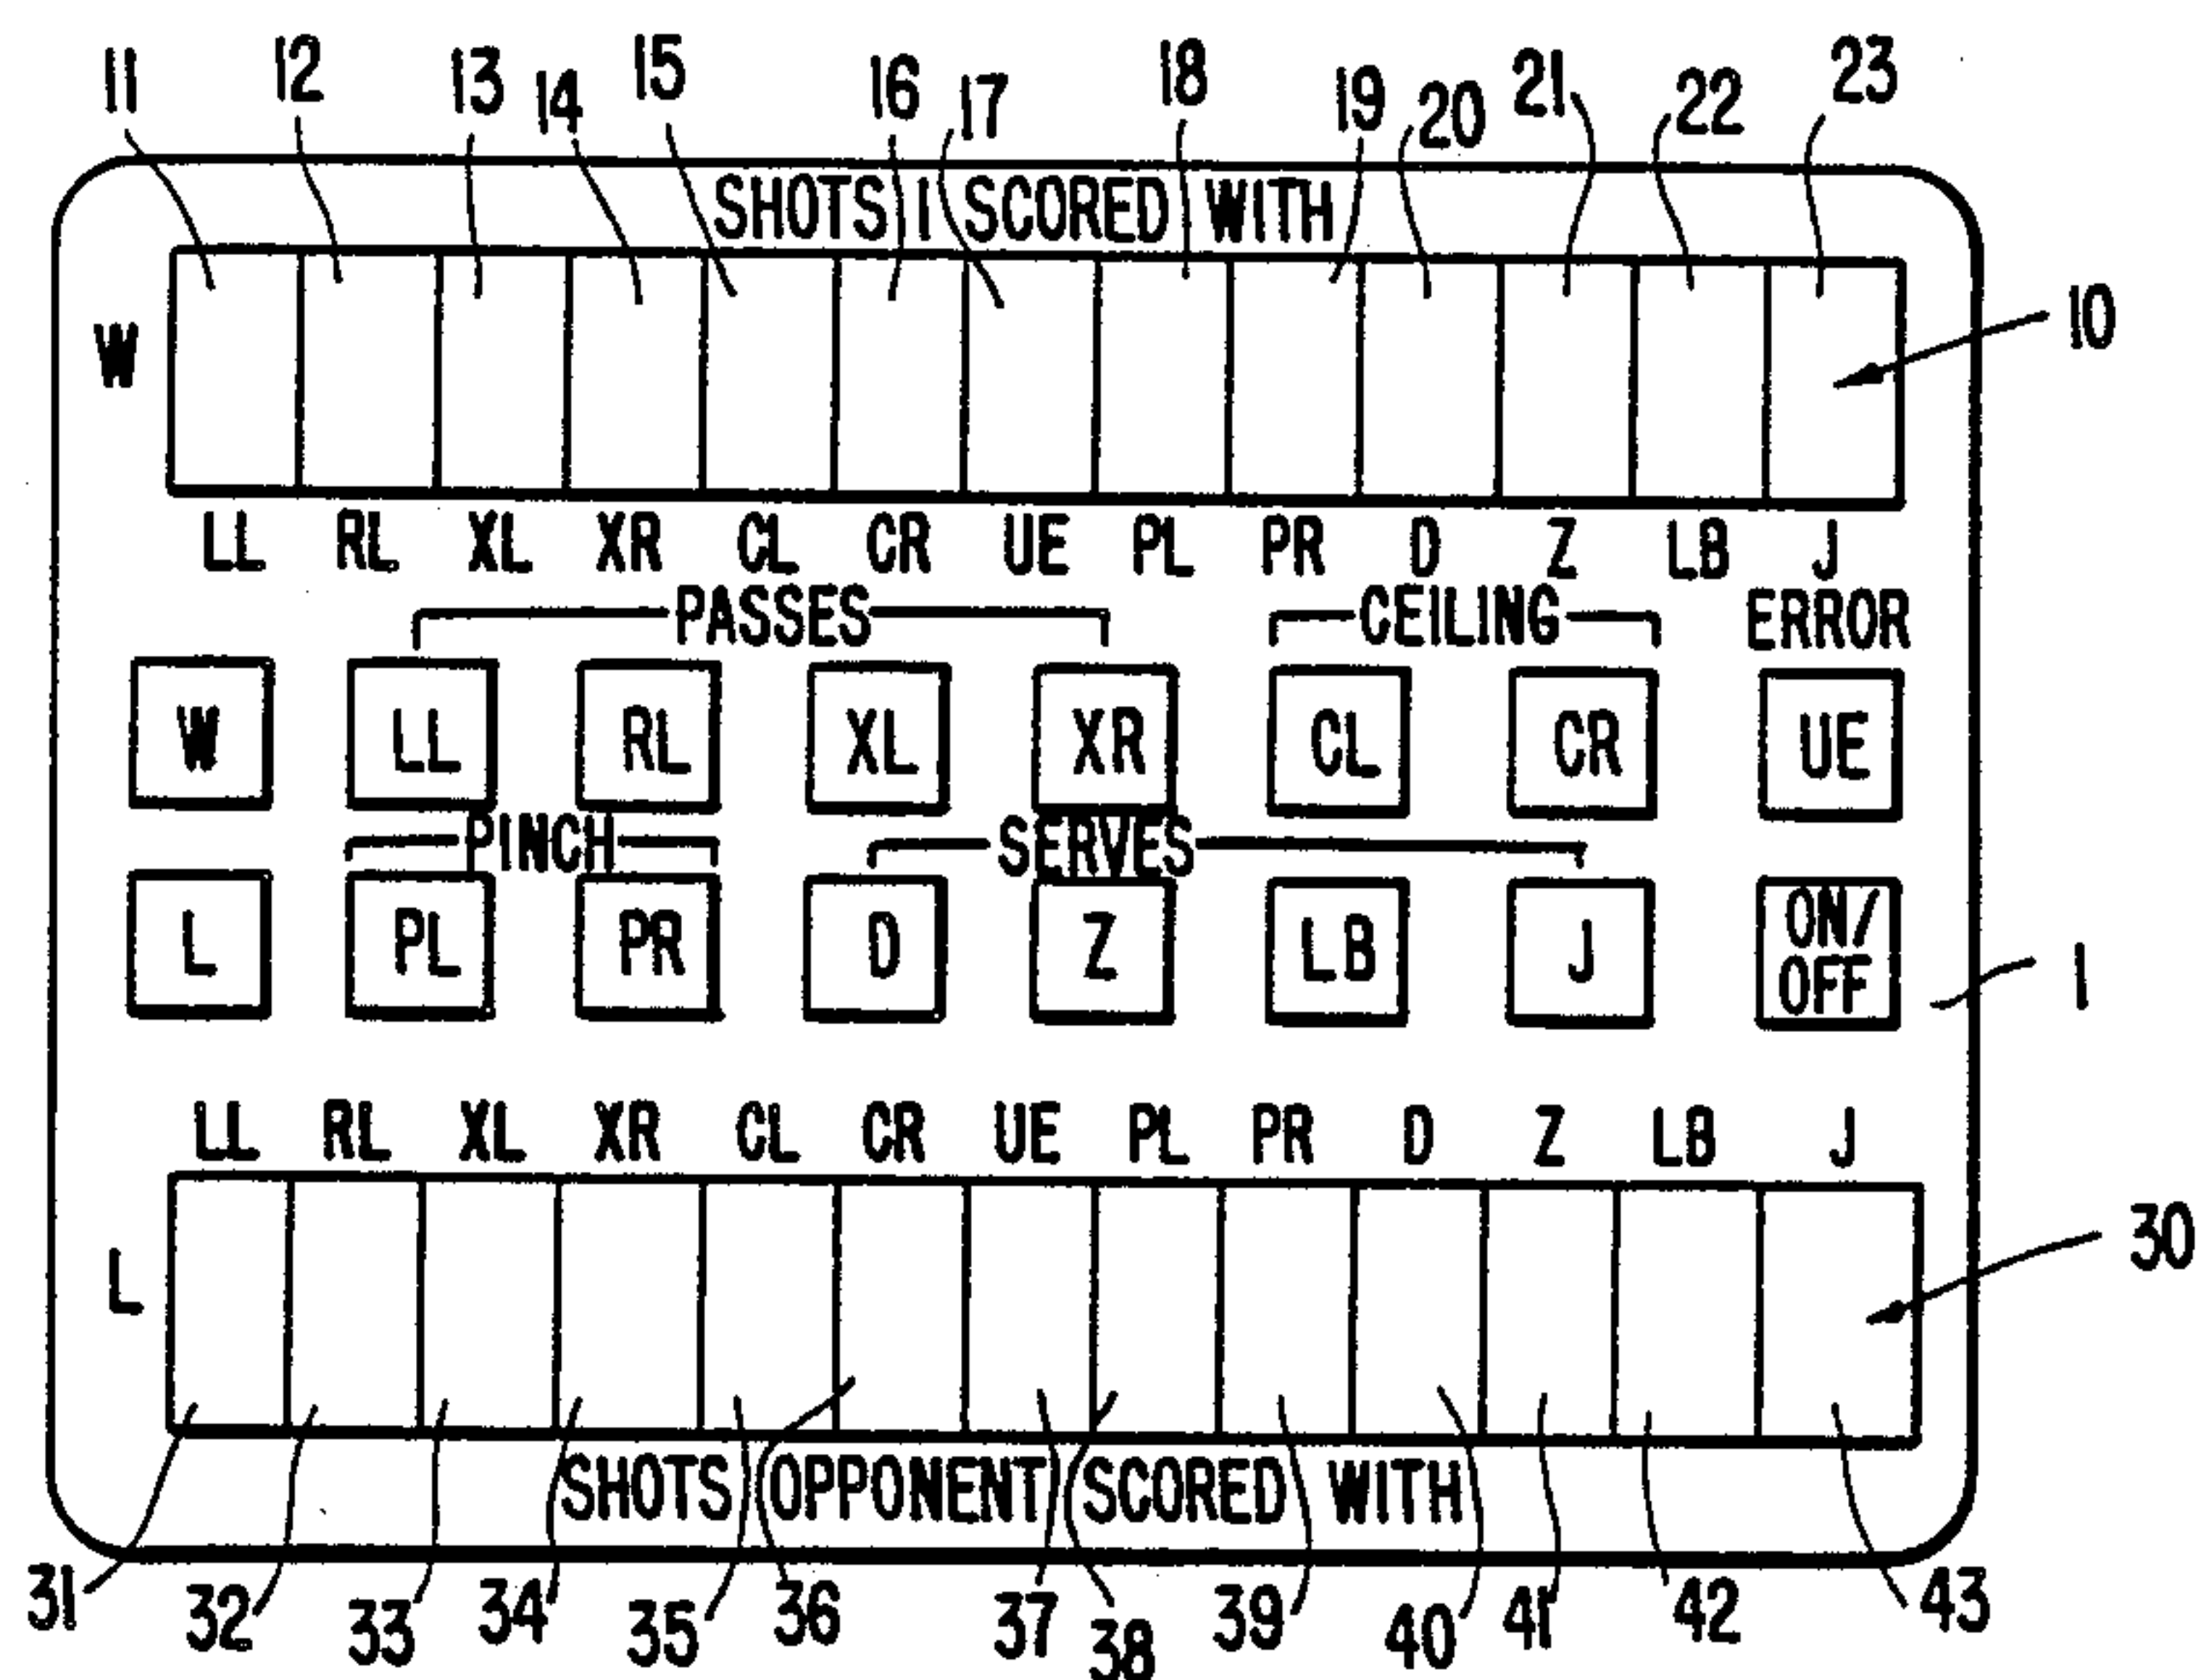 11 12 13 14 15 16 17 18 19 20 21 22 23
SHOTS I SCORED WITH
W 10
LL RL XL XR CL CR UE PL PR D Z LB J
PASSES CEILING ERROR
W LL RL XL XR CL CR UE
PINCH SERVES
L PL PR D Z LB J ON/
OFF
1
LL RL XL XR CL CR UE PL PR D Z LB J
L 30
SHOTS OPPONENT SCORED WITH
31 32 33 34 35 36 37 38 39 40 41 42 43